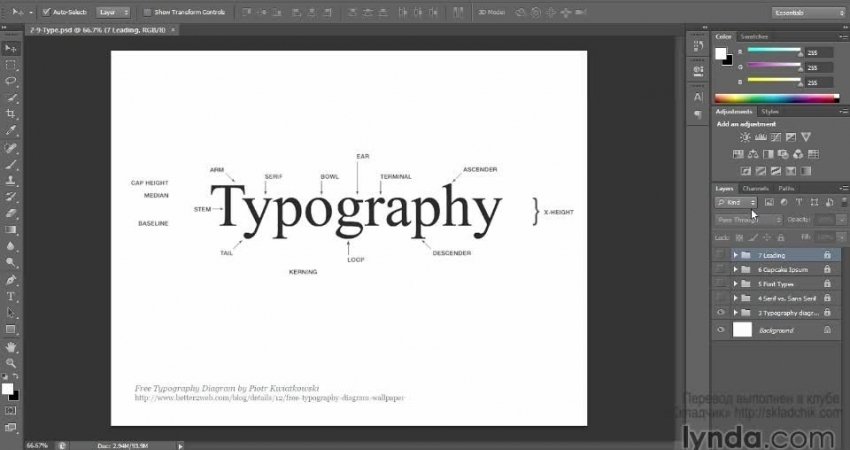 Auto-Select: Layer Show Transform Controls 3D Mode: Essentials
7-9-Type.psd @ 66.7% (7 Leading, RGB/8) ×
Color Swatches
R 255
G 255
B 255
Adjustments Styles
Add an adjustment
Layers Channels Paths
Kind
Pass Through Opacity:
Lock: Fill:
7 Leading
6 Cupcake Ipsum
5 Font Types
4 Serif vs. Sans Serif
3 Typography diagr...
Background
EAR
ARM SERIF BOWL TERMINAL ASCENDER
CAP HEIGHT
MEDIAN
Typography
STEM X-HEIGHT
BASELINE
TAIL LOOP DESCENDER
KERNING
Free Typography Diagram by Piotr Kwiatkowski
http://www.better2web.com/blog/details/12/free-typography-diagram-wallpaper
Перевод выполнен в клубе
Складчик http://skladchik.com
lynda.com
66.67% Doc: 2.94M/93.9M